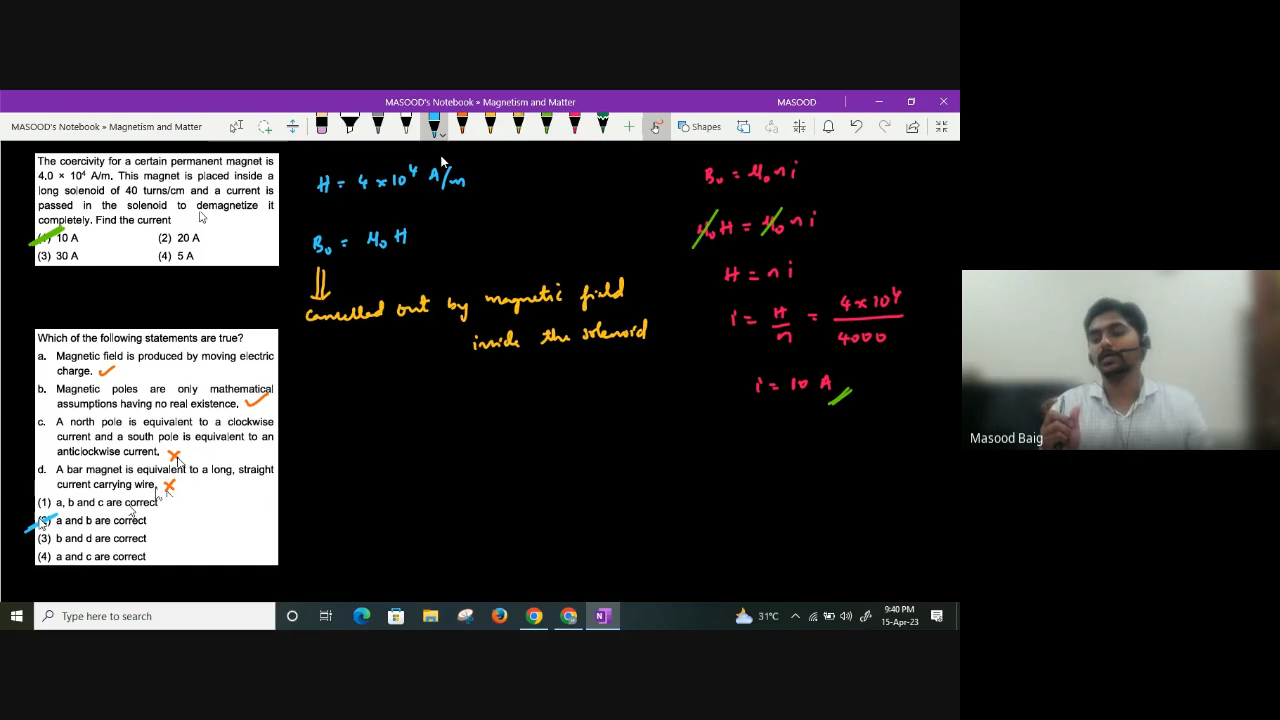 MASOOD's Notebook » Magnetism and Matter
MASOOD
MASOOD's Notebook » Magnetism and Matter
Shapes
The coercivity for a certain permanent magnet is
4.0 × 10⁴ A/m. This magnet is placed inside a
long solenoid of 40 turns/cm and a current is
passed in the solenoid to demagnetize it
completely. Find the current
(1) 10 A (2) 20 A
(3) 30 A (4) 5 A
H = 4 × 10⁴ A/m
B₀ = μ₀ H
cancelled out by magnetic field
inside the solenoid
B₀ = μ₀ n i
μ₀ H = μ₀ n i
H = n i
i = H/n = 4 × 10⁴/4000
i = 10 A
Which of the following statements are true?
a. Magnetic field is produced by moving electric
charge.
b. Magnetic poles are only mathematical
assumptions having no real existence.
c. A north pole is equivalent to a clockwise
current and a south pole is equivalent to an
anticlockwise current.
d. A bar magnet is equivalent to a long, straight
current carrying wire.
(1) a, b and c are correct
(2) a and b are correct
(3) b and d are correct
(4) a and c are correct
Masood Baig
Type here to search
31°C
9:40 PM
15-Apr-23